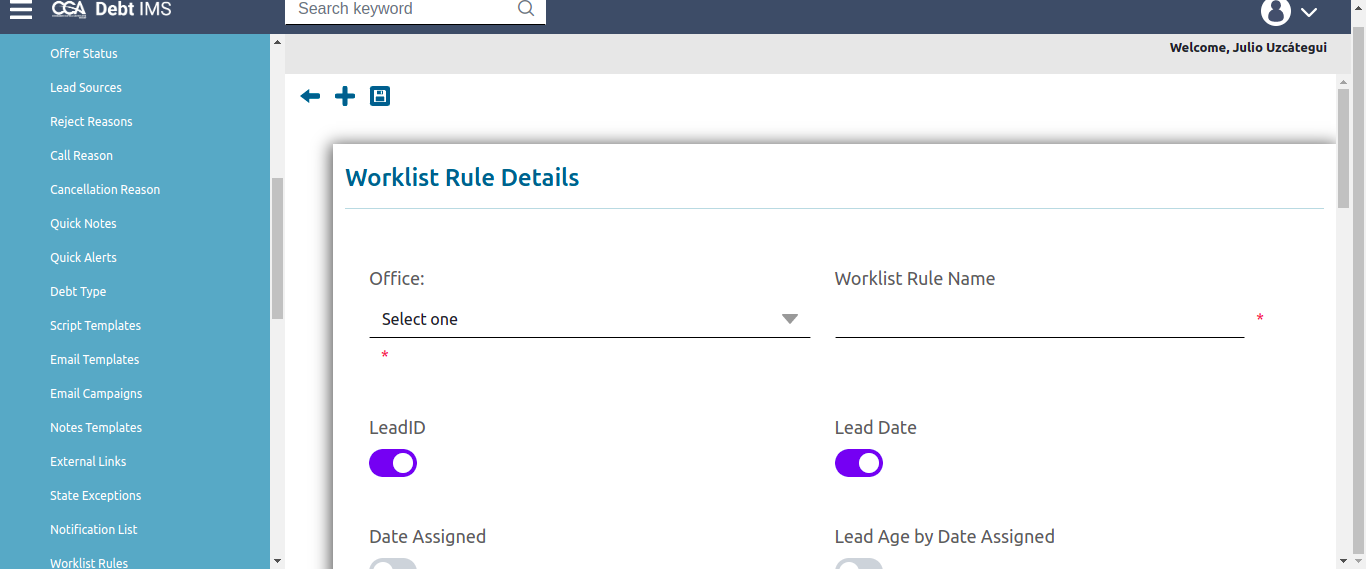 CGA Debt IMS
Search keyword
Welcome, Julio Uzcátegui
Offer Status
Lead Sources
Reject Reasons
Call Reason
Cancellation Reason
Quick Notes
Quick Alerts
Debt Type
Script Templates
Email Templates
Email Campaigns
Notes Templates
External Links
State Exceptions
Notification List
Worklist Rules
Worklist Rule Details
Office:
Worklist Rule Name
Select one
*
*
LeadID
Lead Date
Date Assigned
Lead Age by Date Assigned